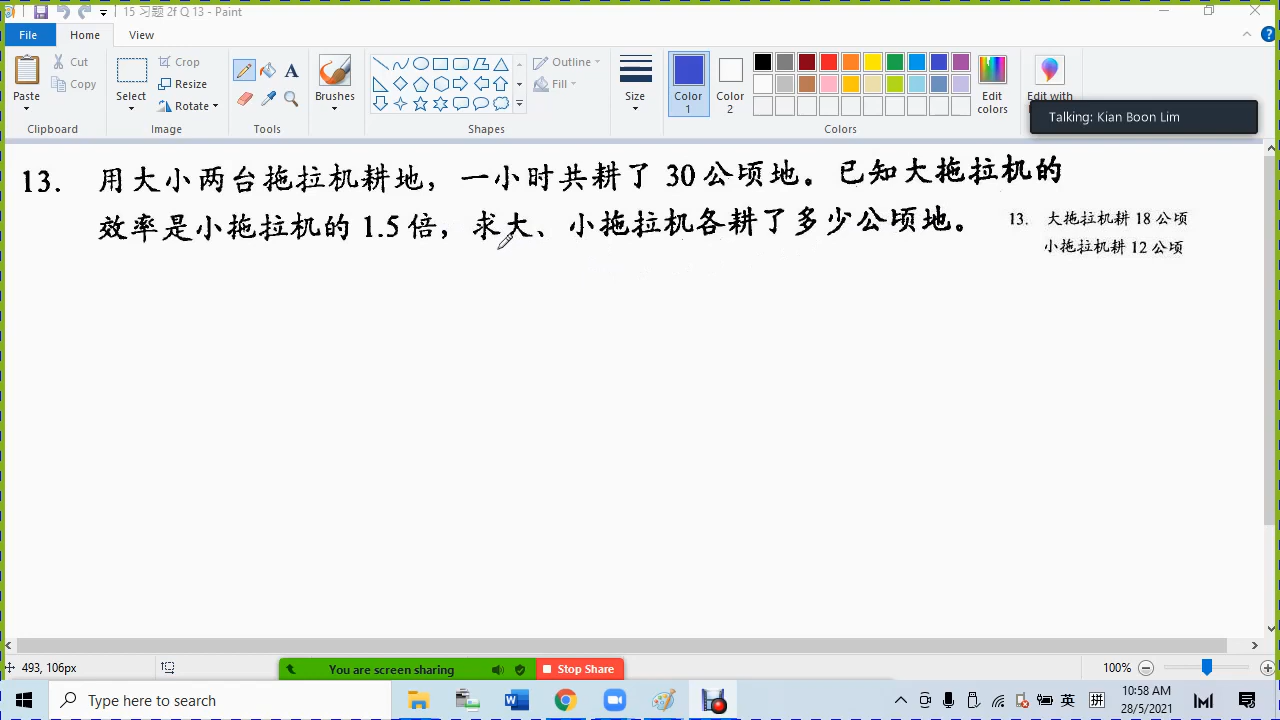 15 习题 2f Q 13 - Paint
File Home View
Cut
Copy
Paste
Select
Crop
Resize
Rotate
Brushes
Outline
Fill
Size
Color 1
Color 2
Edit colors
Edit with
Clipboard
Image
Tools
Shapes
Colors
Talking: Kian Boon Lim
13. 用大小两台拖拉机耕地，一小时共耕了 30 公顷地。已知大拖拉机的
效率是小拖拉机的 1.5 倍，求大、小拖拉机各耕了多少公顷地。
13. 大拖拉机耕 18 公顷
小拖拉机耕 12 公顷
493, 106px
You are screen sharing
Stop Share
100%
Type here to search
英
拼
10:58 AM
28/5/2021